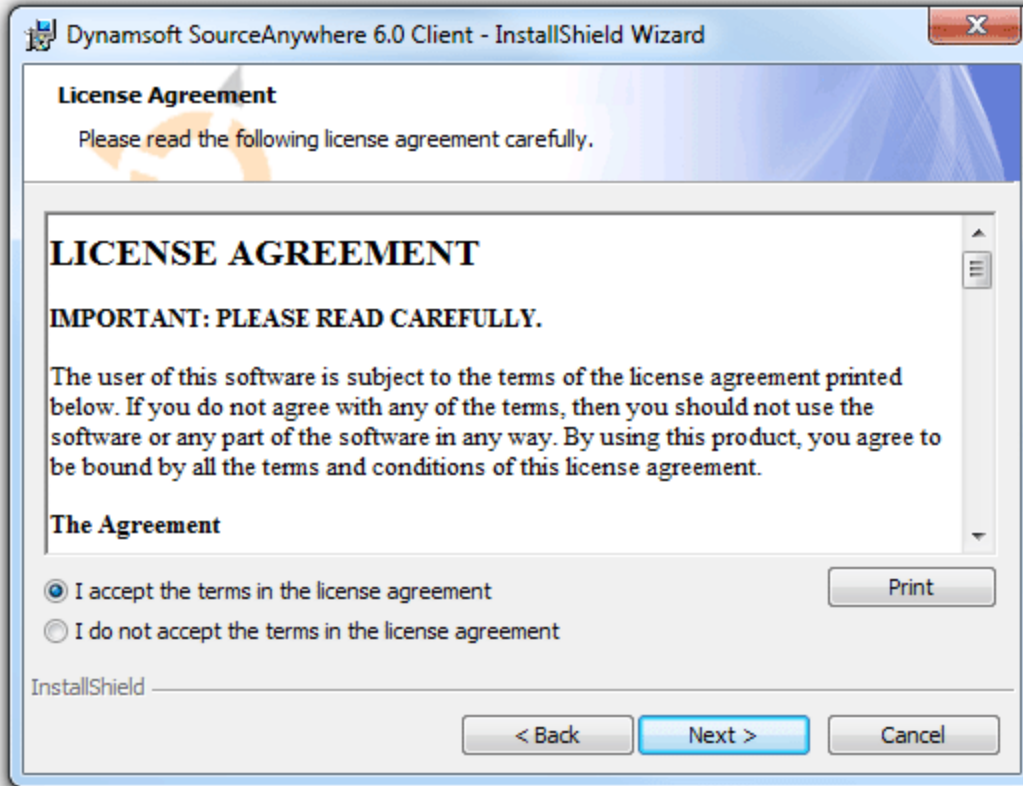 Dynamsoft SourceAnywhere 6.0 Client - InstallShield Wizard
License Agreement
Please read the following license agreement carefully.
LICENSE AGREEMENT
IMPORTANT: PLEASE READ CAREFULLY.
The user of this software is subject to the terms of the license agreement printed
below. If you do not agree with any of the terms, then you should not use the
software or any part of the software in any way. By using this product, you agree to
be bound by all the terms and conditions of this license agreement.
The Agreement
I accept the terms in the license agreement
Print
I do not accept the terms in the license agreement
InstallShield
< Back
Next >
Cancel